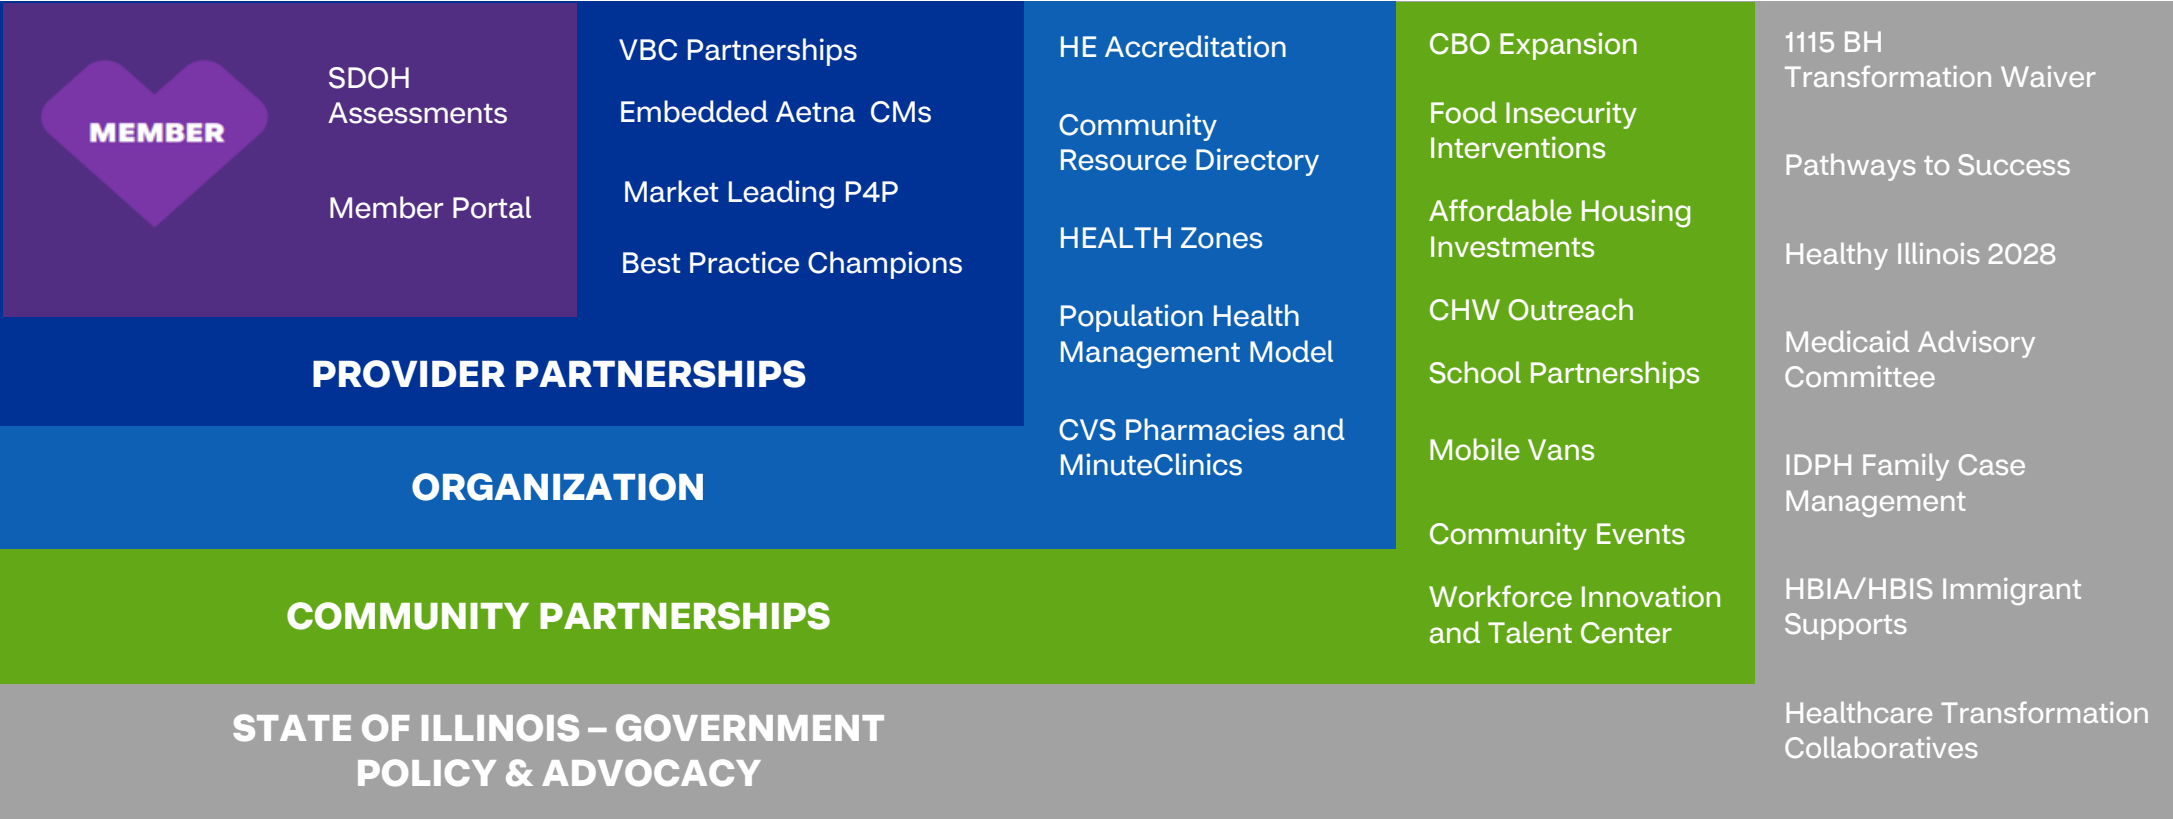 MEMBER
SDOH
Assessments
Member Portal
VBC Partnerships
Embedded Aetna CMs
Market Leading P4P
Best Practice Champions
PROVIDER PARTNERSHIPS
HE Accreditation
Community
Resource Directory
HEALTH Zones
Population Health
Management Model
CVS Pharmacies and
MinuteClinics
ORGANIZATION
CBO Expansion
Food Insecurity
Interventions
Affordable Housing
Investments
CHW Outreach
School Partnerships
Mobile Vans
Community Events
Workforce Innovation
and Talent Center
COMMUNITY PARTNERSHIPS
1115 BH
Transformation Waiver
Pathways to Success
Healthy Illinois 2028
Medicaid Advisory
Committee
IDPH Family Case
Management
HBIA/HBIS Immigrant
Supports
Healthcare Transformation
Collaboratives
STATE OF ILLINOIS – GOVERNMENT
POLICY & ADVOCACY